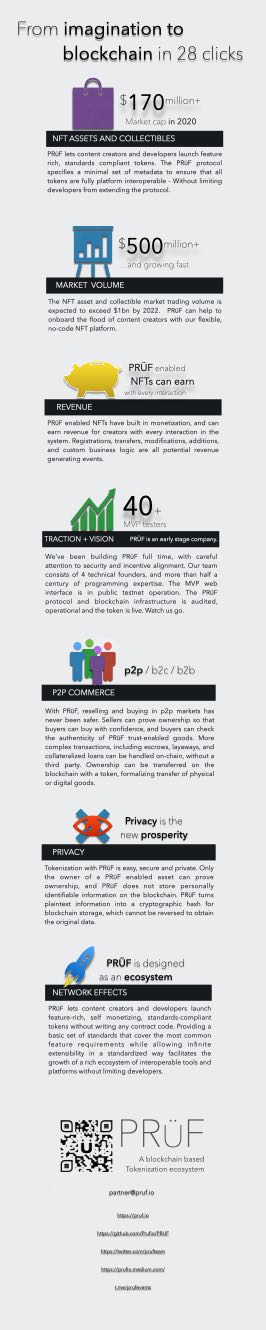 From imagination to
blockchain in 28 clicks
$170 million+
Market cap in 2020
NFT ASSETS AND COLLECTIBLES
PRüF lets content creators and developers launch feature
rich, standards compliant tokens. The PRüF protocol
specifies a minimal set of metadata to ensure that all
tokens are fully platform interoperable - Without limiting
developers from extending the protocol.
$500 million+
...and growing fast
MARKET VOLUME
The NFT asset and collectible market trading volume is
expected to exceed $1bn by 2022. PRüF can help to
onboard the flood of content creators with our flexible,
no-code NFT platform.
PRÜF enabled
NFTs can earn
with every interaction
REVENUE
PRüF enabled NFTs have built in monetization, and can
earn revenue for creators with every interaction in the
system. Registrations, transfers, modifications, additions,
and custom business logic are all potential revenue
generating events.
40+
MVP testers
TRACTION + VISION PRüF is an early stage company.
We've been building PRüF full time, with careful
attention to security and incentive alignment. Our team
consists of 4 technical founders, and more than half a
century of programming expertise. The MVP web
interface is in public testnet operation. The PRüF
protocol and blockchain infrastructure is audited,
operational and the token is live. Watch us go.
p2p / b2c / b2b
P2P COMMERCE
With PRüF, reselling and buying in p2p markets has
never been safer. Sellers can prove ownership so that
buyers can buy with confidence, and buyers can check
the authenticity of PRüF trust-enabled goods. More
complex transactions, including escrows, layaways, and
collateralized loans can be handled on-chain, without a
third party. Ownership can be transferred on the
blockchain with a token, formalizing transfer of physical
or digital goods.
Privacy is the
new prosperity
PRIVACY
Tokenization with PRüF is easy, secure and private. Only
the owner of a PRüF enabled asset can prove
ownership, and PRüF does not store personally
identifiable information on the blockchain. PRüF turns
plaintext information into a cryptographic hash for
blockchain storage, which cannot be reversed to obtain
the original data.
PRÜF is designed
as an ecosystem
NETWORK EFFECTS
PRüF lets content creators and developers launch
feature-rich, self monetizing, standards-compliant
tokens without writing any contract code. Providing a
basic set of standards that cover the most common
feature requirements while allowing infinite
extensibility in a standardized way facilitates the
growth of a rich ecosystem of interoperable tools and
platforms without limiting developers.
PRüF
A blockchain based
Tokenization ecosystem
partner@pruf.io
https://pruf.io
https://github.com/Prufio/PRUF
https://twitter.com/prufteam
https://prufio.medium.com/
t.me/prufevents